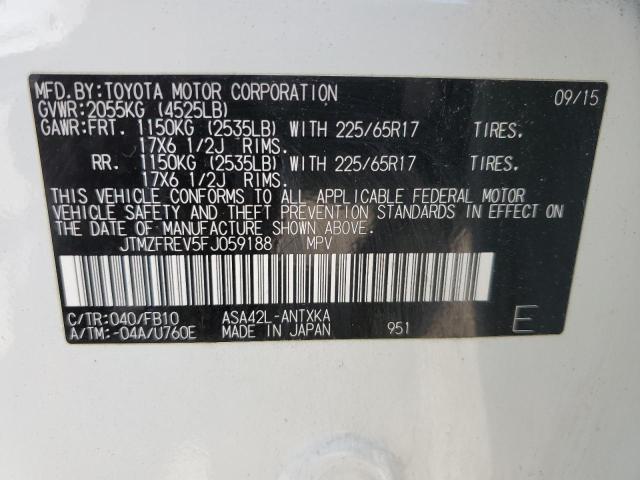 MFD.BY:TOYOTA MOTOR CORPORATION 09/15
GVWR:2055KG (4525LB)
GAWR:FRT. 1150KG (2535LB) WITH 225/65R17 TIRES.
17X6 1/2J RIMS.
RR. 1150KG (2535LB) WITH 225/65R17 TIRES.
17X6 1/2J RIMS.
THIS VEHICLE CONFORMS TO ALL APPLICABLE FEDERAL MOTOR
VEHICLE SAFETY AND THEFT PREVENTION STANDARDS IN EFFECT ON
THE DATE OF MANUFACTURE SHOWN ABOVE.
JTMZFREV5FJ059188 MPV
C/TR:040/FB10 ASA42L-ANTXKA
A/TM:-04A/U760E MADE IN JAPAN 951 E